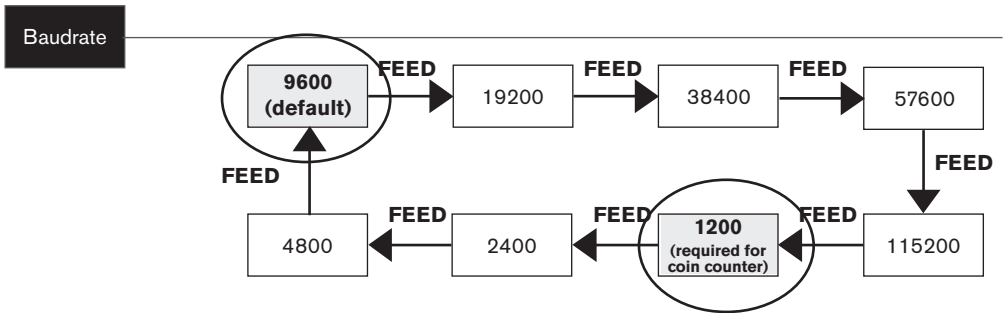 Baudrate
9600
(default)
FEED
19200
FEED
38400
FEED
57600
FEED
115200
FEED
1200
(required for
coin counter)
FEED
2400
FEED
4800
FEED